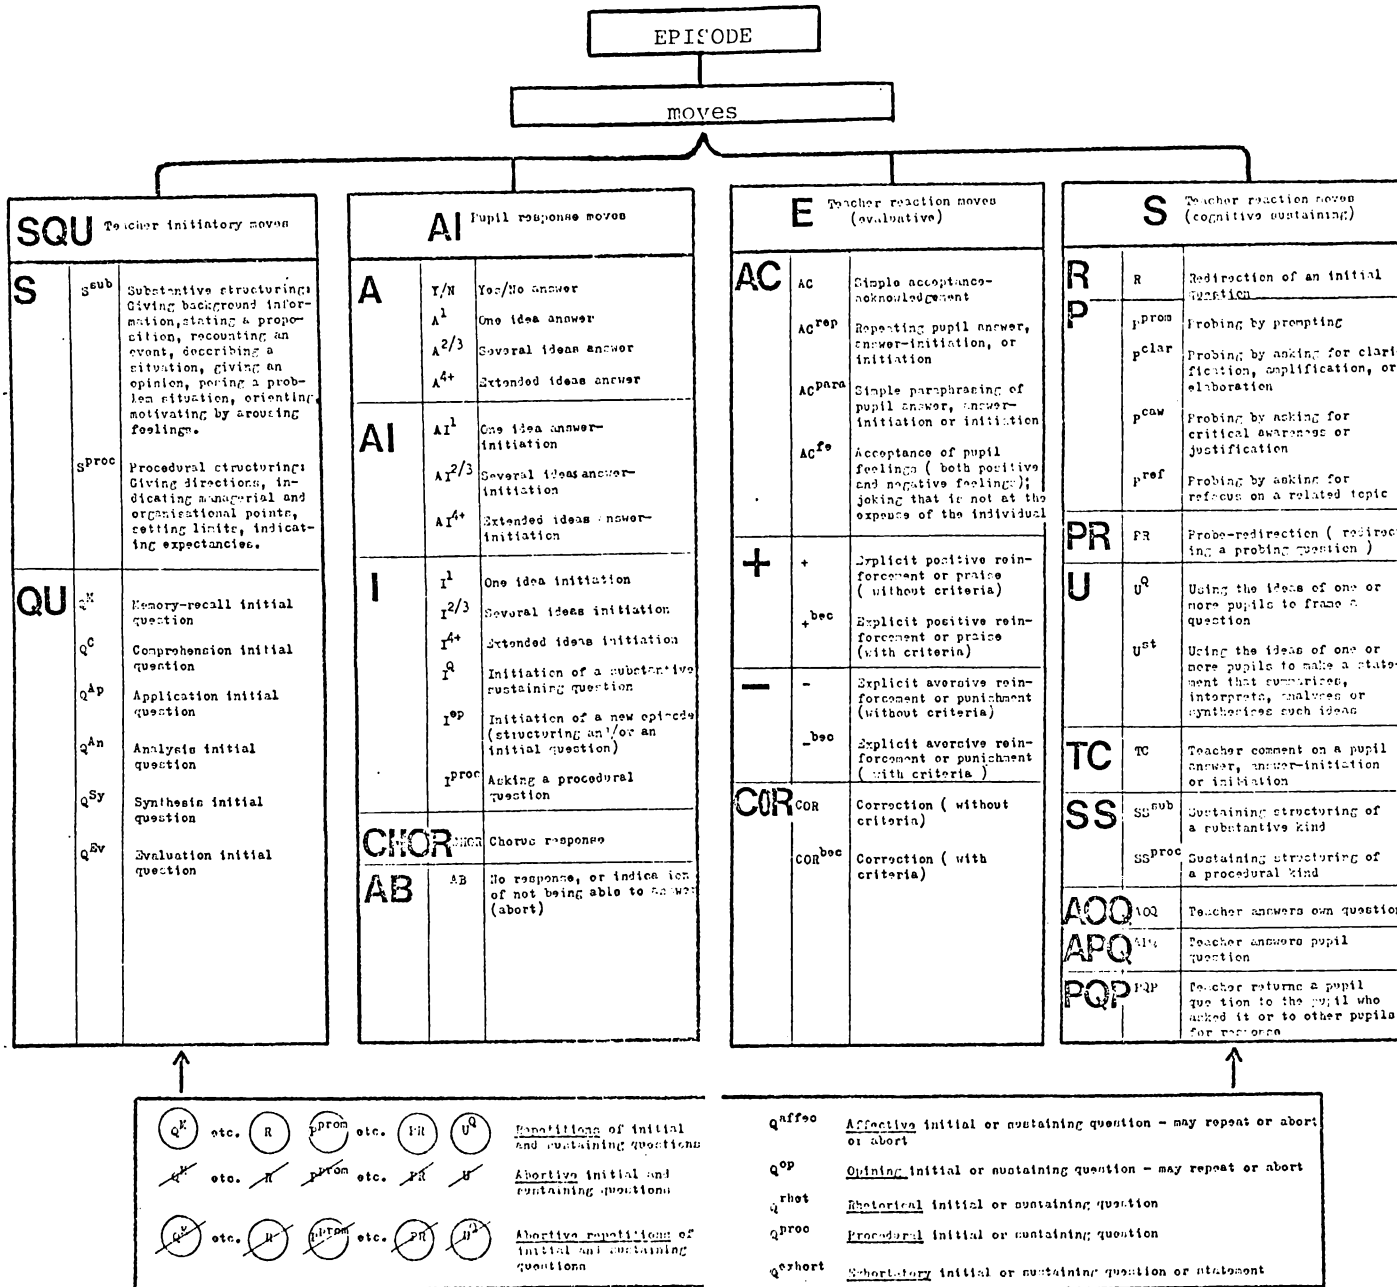 EPISODE
moves
SQU Teacher initiatory moves
S
S^sub Substantive structuring:
Giving background infor-
mation, stating a propo-
sition, recounting an
event, describing a
situation, giving an
opinion, posing a prob-
lem situation, orienting,
motivating by arousing
feelings.
S^proc Procedural structuring:
Giving directions, in-
dicating managerial and
organisational points,
setting limits, indicat-
ing expectancies.
QU
Q^M Memory-recall initial
question
Q^C Comprehension initial
question
Q^Ap Application initial
question
Q^An Analysis initial
question
Q^Sy Synthesis initial
question
Q^Ev Evaluation initial
question
AI Pupil response moves
A
Y/N Yes/No answer
A^1 One idea answer
A^2/3 Several ideas answer
A^4+ Extended ideas answer
AI
AI^1 One idea answer-
initiation
AI^2/3 Several ideas answer-
initiation
AI^4+ Extended ideas answer-
initiation
I
I^1 One idea initiation
I^2/3 Several ideas initiation
I^4+ Extended ideas initiation
I^Q Initiation of a substantive
sustaining question
I^ep Initiation of a new episode
(structuring and/or an
initial question)
I^proc Asking a procedural
question
CHOR CHOR Chorus response
AB AB No response, or indication
of not being able to answer
(abort)
E Teacher reaction moves
(evaluative)
AC
AC Simple acceptance-
acknowledgement
AC^rep Repeating pupil answer,
answer-initiation, or
initiation
AC^para Simple paraphrasing of
pupil answer, answer-
initiation or initiation
AC^fe Acceptance of pupil
feelings ( both positive
and negative feelings);
joking that is not at the
expense of the individual
+
+ Explicit positive rein-
forcement or praise
( without criteria)
+^bec Explicit positive rein-
forcement or praise
(with criteria)
−
- Explicit aversive rein-
forcement or punishment
(without criteria)
-^bec Explicit aversive rein-
forcement or punishment
( with criteria )
COR COR Correction ( without
criteria)
COR^bec Correction ( with
criteria)
S Teacher reaction moves
(cognitive sustaining)
R R Redirection of an initial
question
P
P^prom Probing by prompting
P^clar Probing by asking for clari-
fication, amplification, or
elaboration
P^caw Probing by asking for
critical awareness or
justification
P^ref Probing by asking for
refocus on a related topic
PR PR Probe-redirection ( redirect-
ing a probing question )
U
U^Q Using the ideas of one or
more pupils to frame a
question
U^st Using the ideas of one or
more pupils to make a state-
ment that summarises,
interprets, analyses or
synthesises such ideas
TC TC Teacher comment on a pupil
answer, answer-initiation
or initiation
SS
SS^sub Sustaining structuring of
a substantive kind
SS^proc Sustaining structuring of
a procedural kind
AOQ AOQ Teacher answers own question
APQ APQ Teacher answers pupil
question
PQP PQP Teacher returns a pupil
question to the pupil who
asked it or to other pupils
for response
Q^M etc. R P^prom etc. PR U^Q Repetitions of initial
and sustaining questions
Q^M etc. R P^prom etc. PR U Abortive initial and
sustaining questions
Q^M etc. R P^prom etc. PR U^Q Abortive repetitions of
initial and sustaining
questions
Q^affec Affective initial or sustaining question - may repeat or abort
or abort
Q^op Opining initial or sustaining question - may repeat or abort
Q^rhet Rhetorical initial or sustaining question
Q^proc Procedural initial or sustaining question
Q^exhort Exhortatory initial or sustaining question or statement